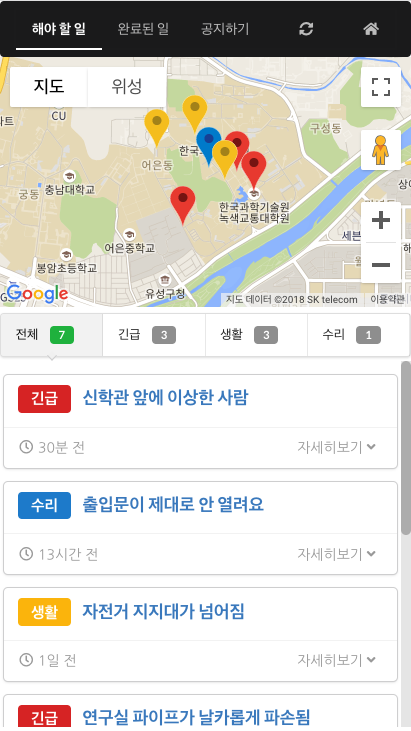 해야 할 일 완료된 일 공지하기
지도 위성
CU
구성동
어은동
궁동
충남대학교
한국과학기술원
녹색교통대학원
어은중학교
세븐
봉암초등학교
유성구청
Google
지도 데이터 ©2018 SK telecom 이용약관
전체 7 긴급 3 생활 3 수리 1
긴급 신학관 앞에 이상한 사람
30분 전 자세히보기
수리 출입문이 제대로 안 열려요
13시간 전 자세히보기
생활 자전거 지지대가 넘어짐
1일 전 자세히보기
긴급 연구실 파이프가 날카롭게 파손됨